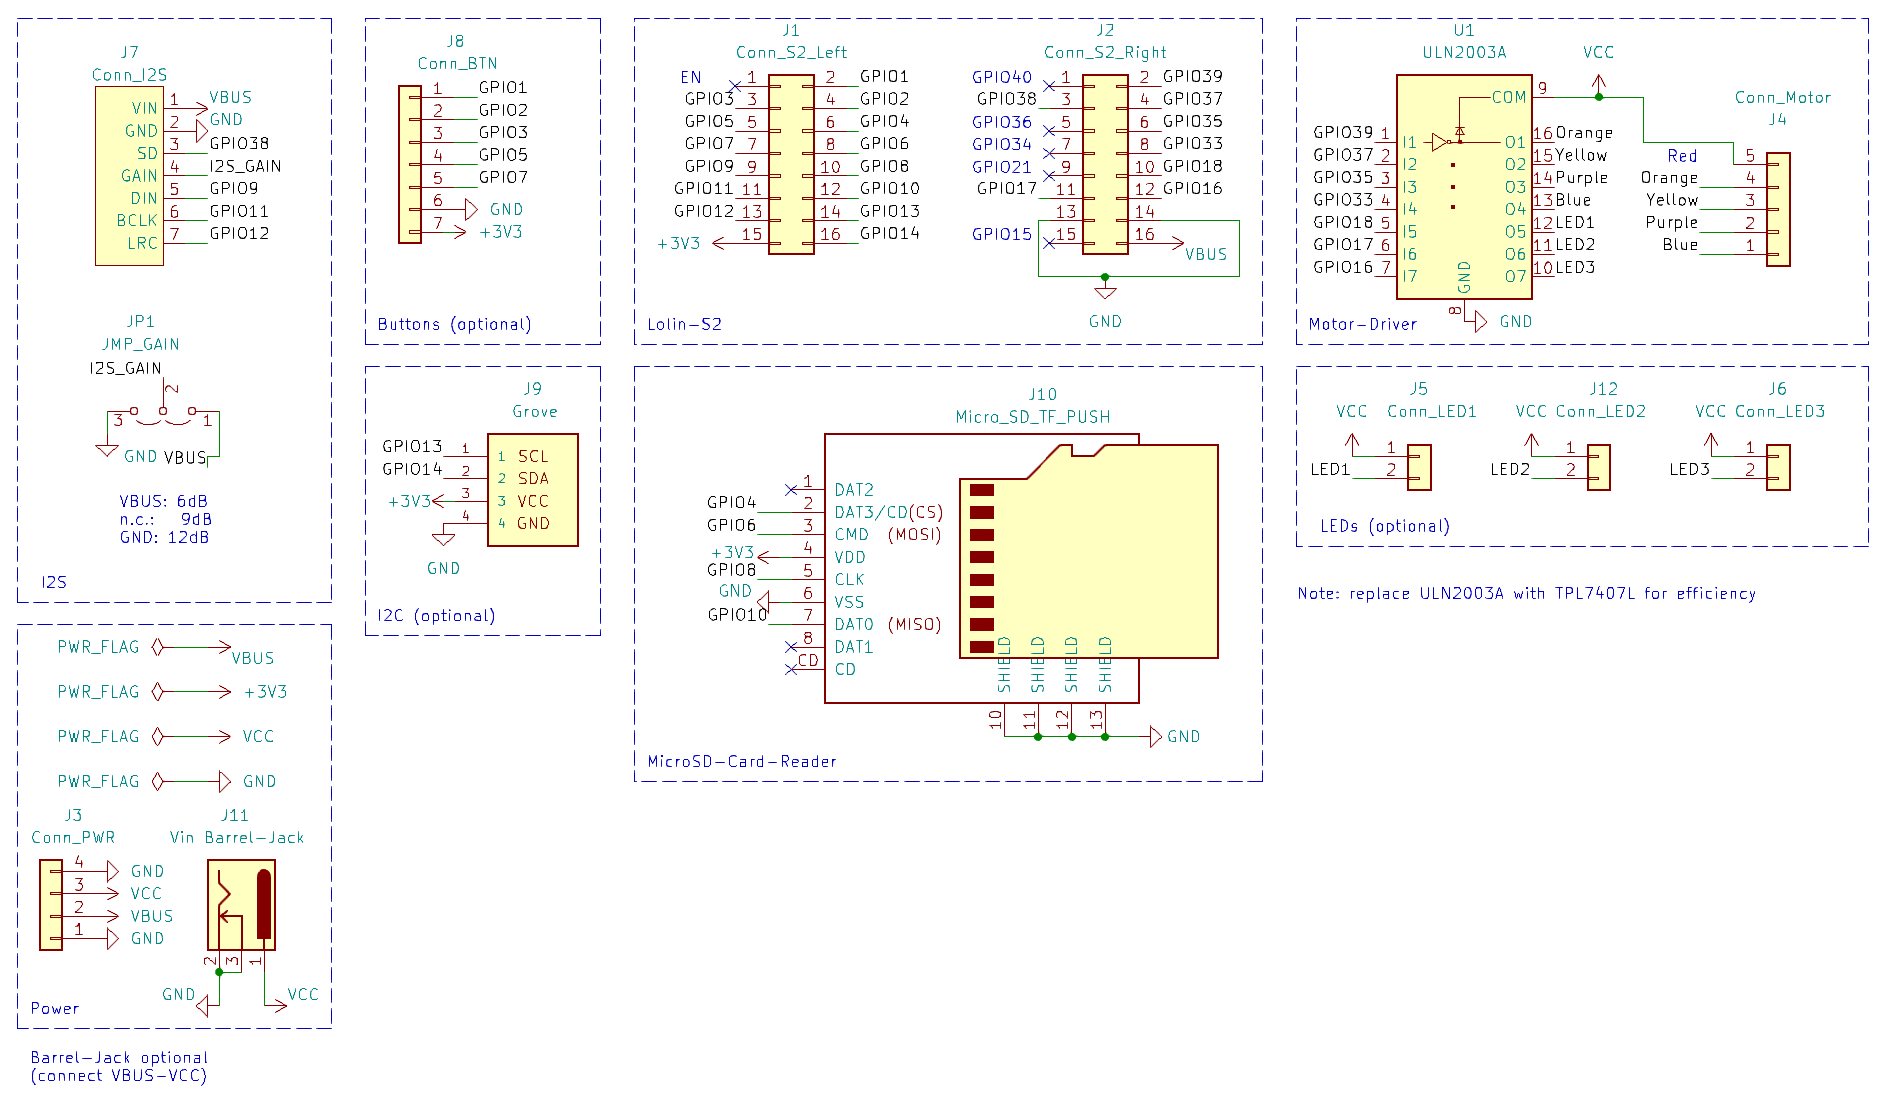 J7
Conn_I2S
VIN 1 VBUS
GND 2 GND
SD 3 GPIO38
GAIN 4 I2S_GAIN
DIN 5 GPIO9
BCLK 6 GPIO11
LRC 7 GPIO12
JP1
JMP_GAIN
I2S_GAIN
2
3 1
GND VBUS
VBUS: 6dB
n.c.: 9dB
GND: 12dB
I2S
J8
Conn_BTN
1 GPIO1
2 GPIO2
3 GPIO3
4 GPIO5
5 GPIO7
6 GND
7 +3V3
Buttons (optional)
J9
Grove
GPIO13 1 1 SCL
GPIO14 2 2 SDA
+3V3 3 3 VCC
4 4 GND
GND
I2C (optional)
J1
Conn_S2_Left
EN 1 2 GPIO1
GPIO3 3 4 GPIO2
GPIO5 5 6 GPIO4
GPIO7 7 8 GPIO6
GPIO9 9 10 GPIO8
GPIO11 11 12 GPIO10
GPIO12 13 14 GPIO13
+3V3 15 16 GPIO14
J2
Conn_S2_Right
GPIO40 1 2 GPIO39
GPIO38 3 4 GPIO37
GPIO36 5 6 GPIO35
GPIO34 7 8 GPIO33
GPIO21 9 10 GPIO18
GPIO17 11 12 GPIO16
13 14
GPIO15 15 16 VBUS
GND
Lolin-S2
U1
ULN2003A
VCC
COM 9
GPIO39 1 I1 O1 16 Orange
GPIO37 2 I2 O2 15 Yellow
GPIO35 3 I3 O3 14 Purple
GPIO33 4 I4 O4 13 Blue
GPIO18 5 I5 O5 12 LED1
GPIO17 6 I6 O6 11 LED2
GPIO16 7 I7 O7 10 LED3
GND
8 GND
Conn_Motor
J4
Red 5
Orange 4
Yellow 3
Purple 2
Blue 1
Motor-Driver
J10
Micro_SD_TF_PUSH
1 DAT2
GPIO4 2 DAT3/CD(CS)
GPIO6 3 CMD (MOSI)
+3V3 4 VDD
GPIO8 5 CLK
GND 6 VSS
GPIO10 7 DAT0 (MISO)
8 DAT1
CD CD
SHIELD SHIELD SHIELD SHIELD
10 11 12 13
GND
MicroSD-Card-Reader
J5
VCC Conn_LED1
1
LED1 2
J12
VCC Conn_LED2
1
LED2 2
J6
VCC Conn_LED3
1
LED3 2
LEDs (optional)
Note: replace ULN2003A with TPL7407L for efficiency
PWR_FLAG VBUS
PWR_FLAG +3V3
PWR_FLAG VCC
PWR_FLAG GND
J3
Conn_PWR
4 GND
3 VCC
2 VBUS
1 GND
J11
Vin Barrel-Jack
2 3 1
GND VCC
Power
Barrel-Jack optional
(connect VBUS-VCC)